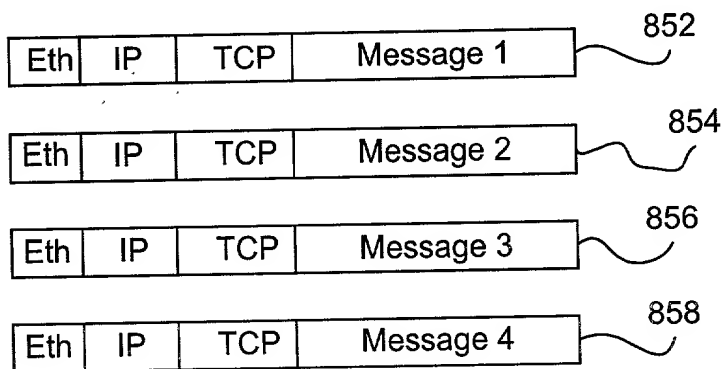 852
Eth IP TCP Message 1
854
Eth IP TCP Message 2
856
Eth IP TCP Message 3
858
Eth IP TCP Message 4